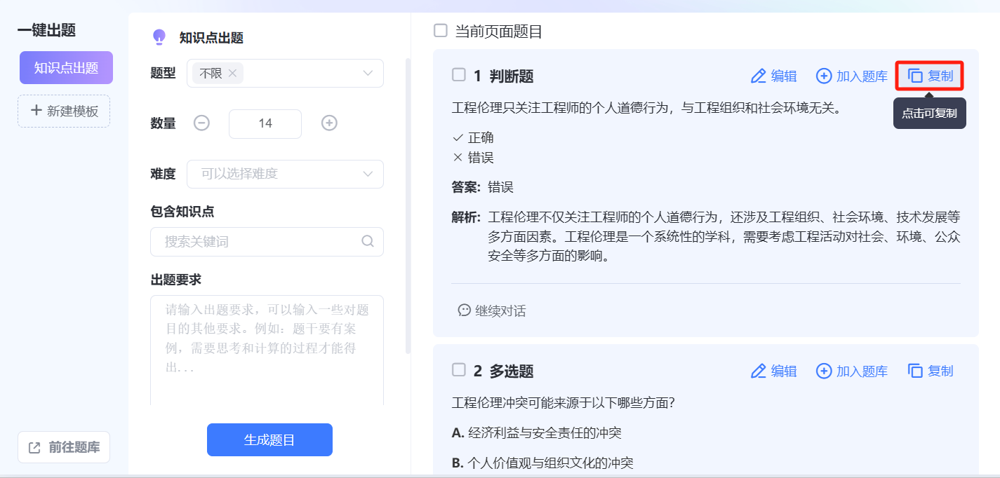 一键出题
知识点出题
新建模板
前往题库
知识点出题
题型 不限
数量 14
难度 可以选择难度
包含知识点
搜索关键词
出题要求
请输入出题要求，可以输入一些对题
目的其他要求。例如：题干要有案
例，需要思考和计算的过程才能得
出...
生成题目
当前页面题目
1 判断题 编辑 加入题库 复制
点击可复制
工程伦理只关注工程师的个人道德行为，与工程组织和社会环境无关。
正确
错误
答案: 错误
解析: 工程伦理不仅关注工程师的个人道德行为，还涉及工程组织、社会环境、技术发展等
多方面因素。工程伦理是一个系统性的学科，需要考虑工程活动对社会、环境、公众
安全等多方面的影响。
继续对话
2 多选题 编辑 加入题库 复制
工程伦理冲突可能来源于以下哪些方面？
A. 经济利益与安全责任的冲突
B. 个人价值观与组织文化的冲突